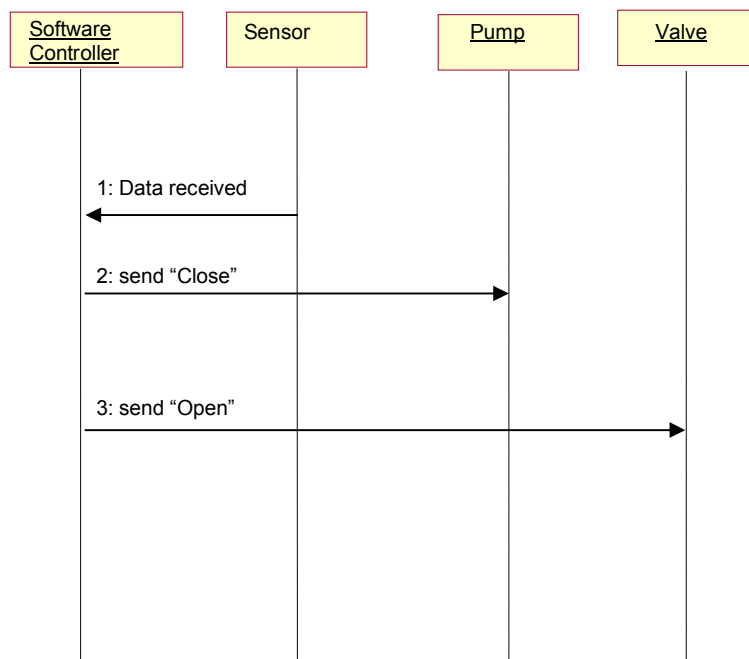 Software
Controller
Sensor
Pump
Valve
1: Data received
2: send “Close”
3: send “Open”